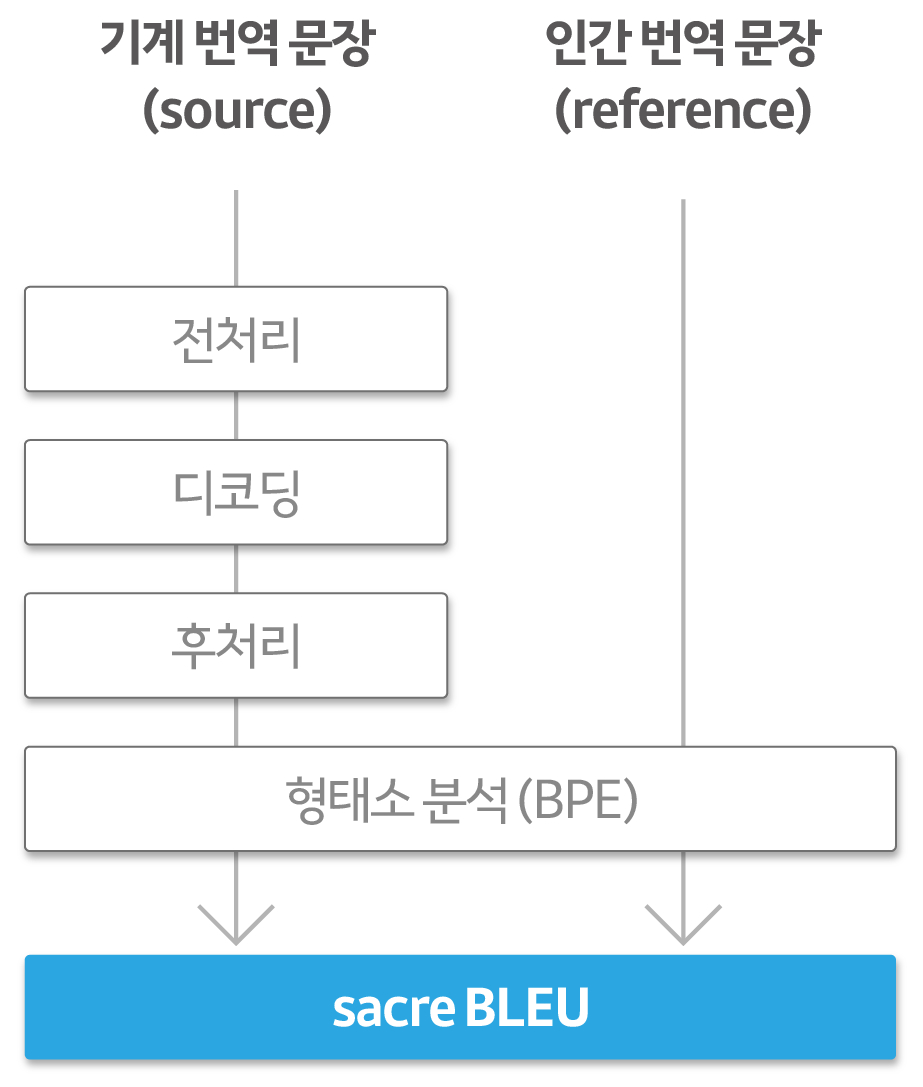 기계 번역 문장
(source)
인간 번역 문장
(reference)
전처리
디코딩
후처리
형태소 분석 (BPE)
sacre BLEU